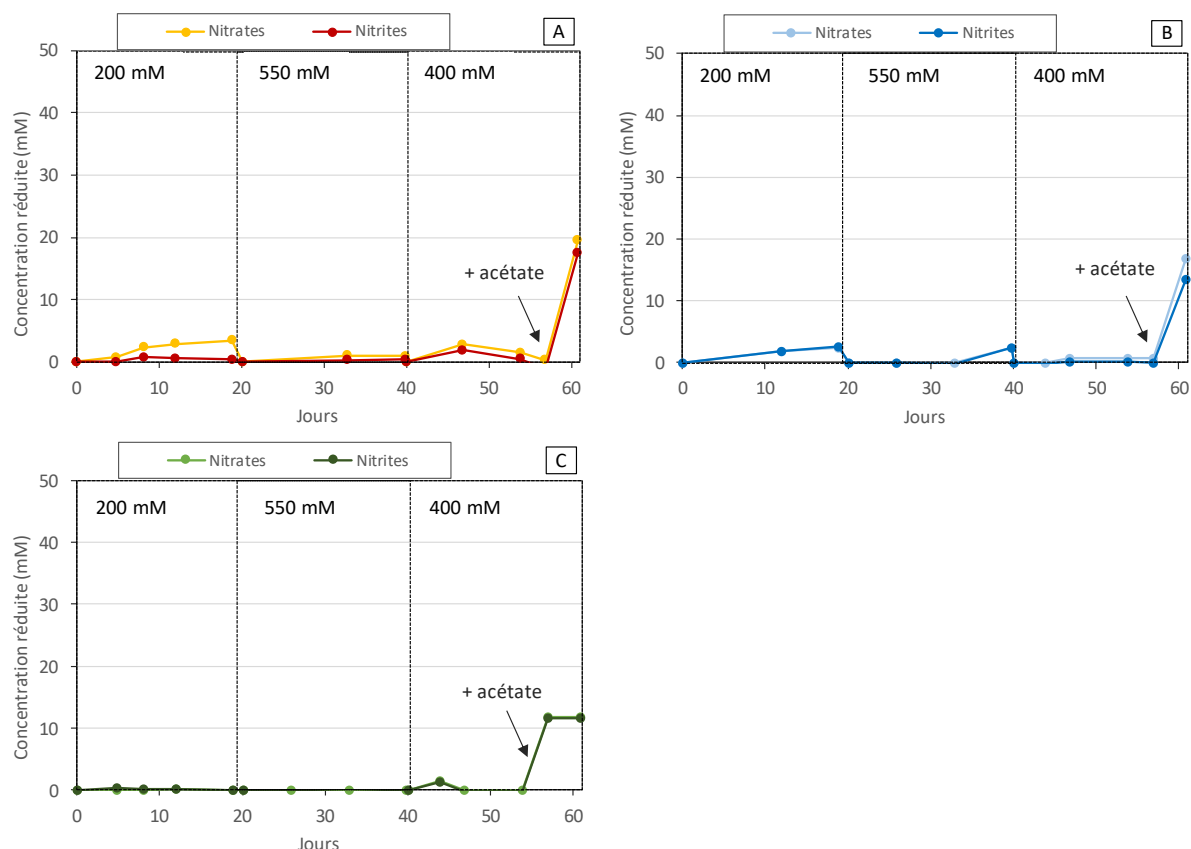 Nitrates Nitrites
A
200 mM 550 mM 400 mM
+ acétate
Concentration réduite (mM)
50
40
30
20
10
0
0 10 20 30 40 50 60
Jours
Nitrates Nitrites
B
200 mM 550 mM 400 mM
+ acétate
Concentration réduite (mM)
50
40
30
20
10
0
0 10 20 30 40 50 60
Jours
Nitrates Nitrites
C
200 mM 550 mM 400 mM
+ acétate
Concentration réduite (mM)
50
40
30
20
10
0
0 10 20 30 40 50 60
Jours